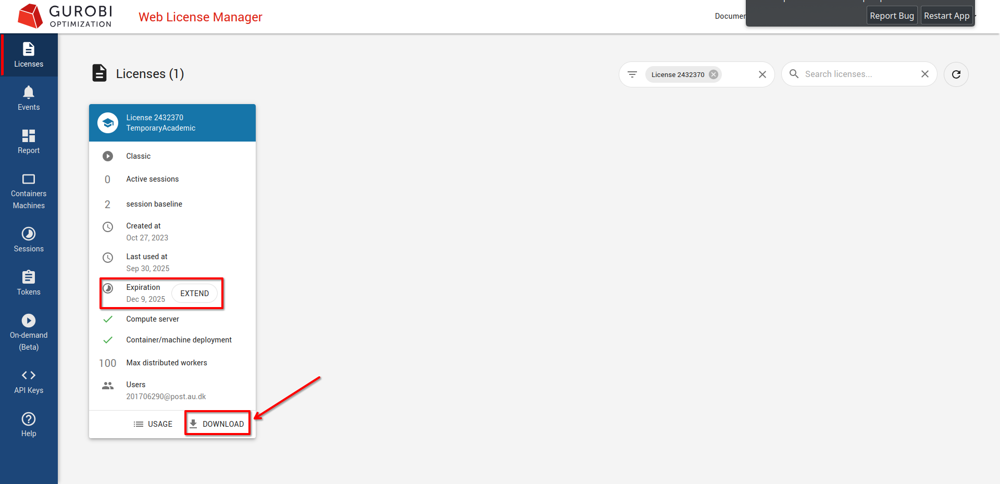 GUROBI
OPTIMIZATION
Web License Manager
Documen
Report Bug
Restart App
Licenses
Events
Report
Containers
Machines
Sessions
Tokens
On-demand
(Beta)
API Keys
Help
Licenses (1)
License 2432370
Search licenses...
License 2432370
TemporaryAcademic
Classic
0 Active sessions
2 session baseline
Created at
Oct 27, 2023
Last used at
Sep 30, 2025
Expiration
Dec 9, 2025
EXTEND
Compute server
Container/machine deployment
100 Max distributed workers
Users
201706290@post.au.dk
USAGE
DOWNLOAD